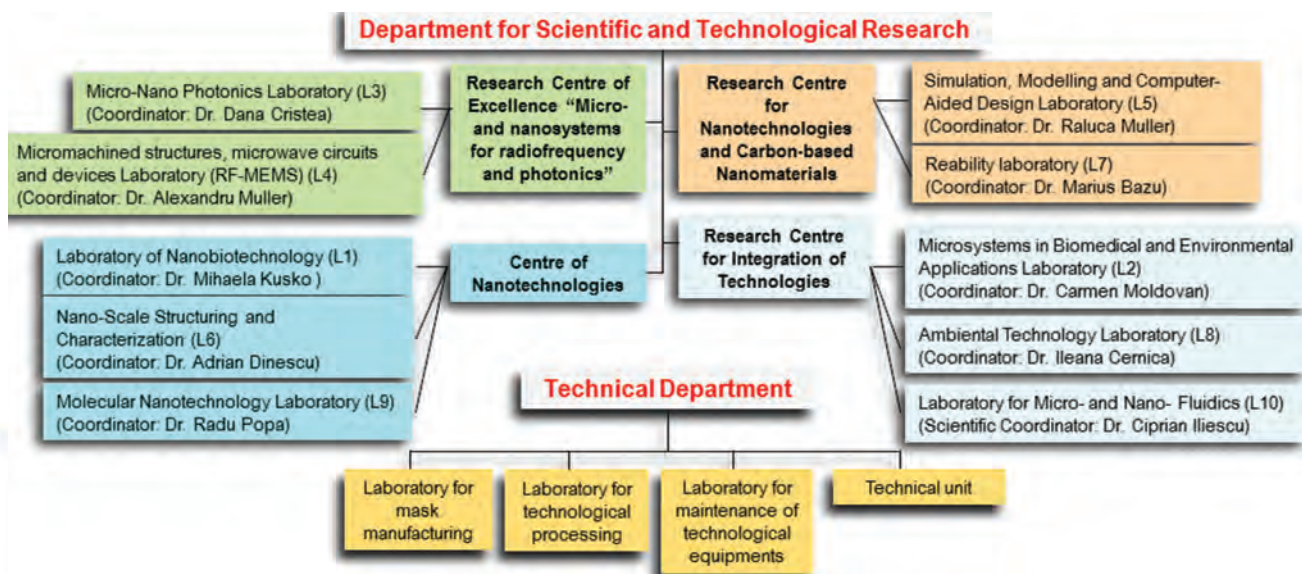 Department for Scientific and Technological Research
Micro-Nano Photonics Laboratory (L3)
(Coordinator: Dr. Dana Cristea)
Micromachined structures, microwave circuits
and devices Laboratory (RF-MEMS) (L4)
(Coordinator: Dr. Alexandru Muller)
Research Centre of
Excellence “Micro-
and nanosystems
for radiofrequency
and photonics”
Research Centre
for
Nanotechnologies
and Carbon-based
Nanomaterials
Simulation, Modelling and Computer-
Aided Design Laboratory (L5)
(Coordinator: Dr. Raluca Muller)
Reability laboratory (L7)
(Coordinator: Dr. Marius Bazu)
Laboratory of Nanobiotechnology (L1)
(Coordinator: Dr. Mihaela Kusko )
Nano-Scale Structuring and
Characterization (L6)
(Coordinator: Dr. Adrian Dinescu)
Molecular Nanotechnology Laboratory (L9)
(Coordinator: Dr. Radu Popa)
Centre of
Nanotechnologies
Research Centre
for Integration of
Technologies
Microsystems in Biomedical and Environmental
Applications Laboratory (L2)
(Coordinator: Dr. Carmen Moldovan)
Ambiental Technology Laboratory (L8)
(Coordinator: Dr. Ileana Cernica)
Laboratory for Micro- and Nano- Fluidics (L10)
(Scientific Coordinator: Dr. Ciprian Iliescu)
Technical Department
Laboratory for
mask
manufacturing
Laboratory for
technological
processing
Laboratory for
maintenance of
technological
equipments
Technical unit